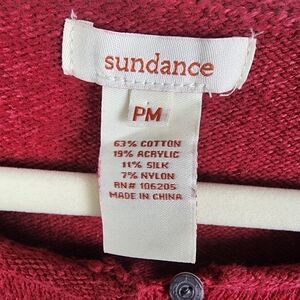 sundance
PM
63% COTTON
19% ACRYLIC
11% SILK
7% NYLON
RN# 106205
MADE IN CHINA